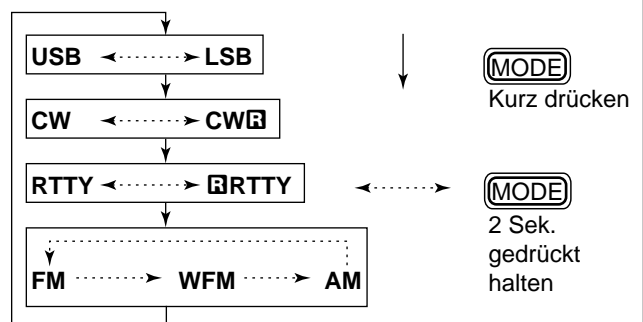 USB LSB
MODE
Kurz drücken
CW CWR
RTTY RRTTY
MODE
2 Sek.
gedrückt
halten
FM WFM AM